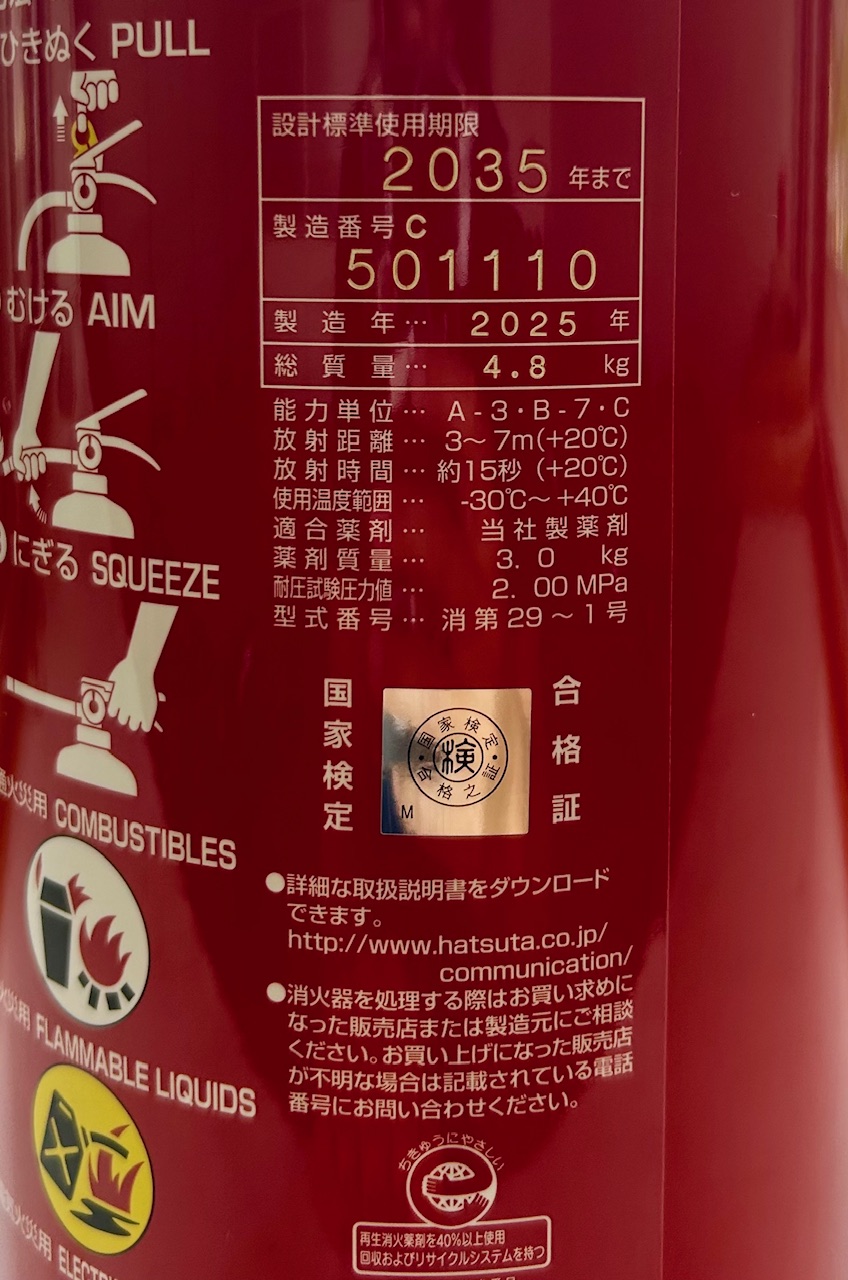 ひきぬく PULL
むける AIM
にぎる SQUEEZE
火災用 COMBUSTIBLES
火災用 FLAMMABLE LIQUIDS
火災用
設計標準使用期限
2035 年まで
製造番号 C
501110
製造年… 2025 年
総質量… 4.8 kg
能力単位… A-3・B-7・C
放射距離… 3〜7m(+20℃)
放射時間… 約15秒 (+20℃)
使用温度範囲… -30℃〜+40℃
適合薬剤… 当社製薬剤
薬剤質量… 3.0 kg
耐圧試験圧力値… 2.00 MPa
型式番号… 消第29〜1号
国家検定
合格証
国家検定
検
合格之証
M
●詳細な取扱説明書をダウンロード
できます。
http://www.hatsuta.co.jp/
communication/
●消火器を処理する際はお買い求めに
なった販売店または製造元にご相談
ください。お買い上げになった販売店
が不明な場合は記載されている電話
番号にお問い合わせください。
ちきゅうにやさしい
再生消火薬剤を40%以上使用
回収およびリサイクルシステムを持つ